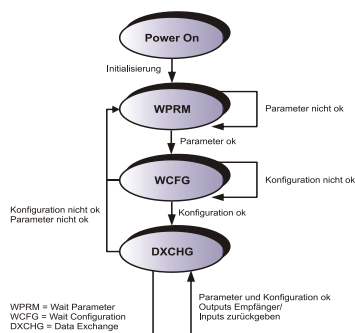 Power On
Initialisierung
WPRM
Parameter nicht ok
Parameter ok
WCFG
Konfiguration nicht ok
Konfiguration ok
Konfiguration nicht ok
Parameter nicht ok
DXCHG
WPRM = Wait Parameter
WCFG = Wait Configuration
DXCHG = Data Exchange
Parameter und Konfiguration ok
Outputs Empfänger/
Inputs zurückgeben